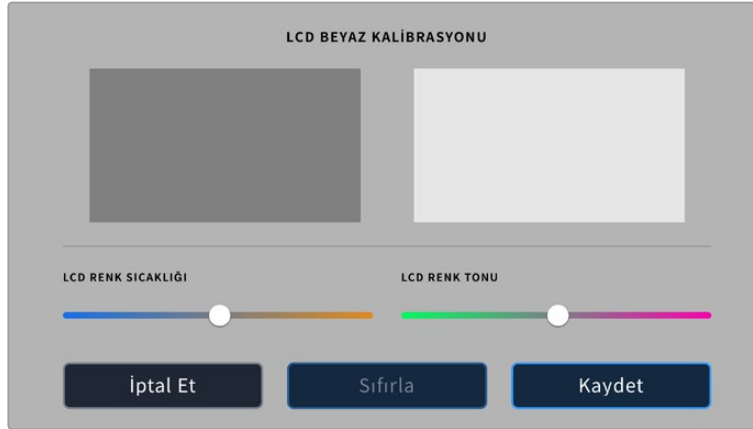 LCD BEYAZ KALİBRASYONU
LCD RENK SICAKLIĞI
LCD RENK TONU
İptal Et
Sıfırla
Kaydet